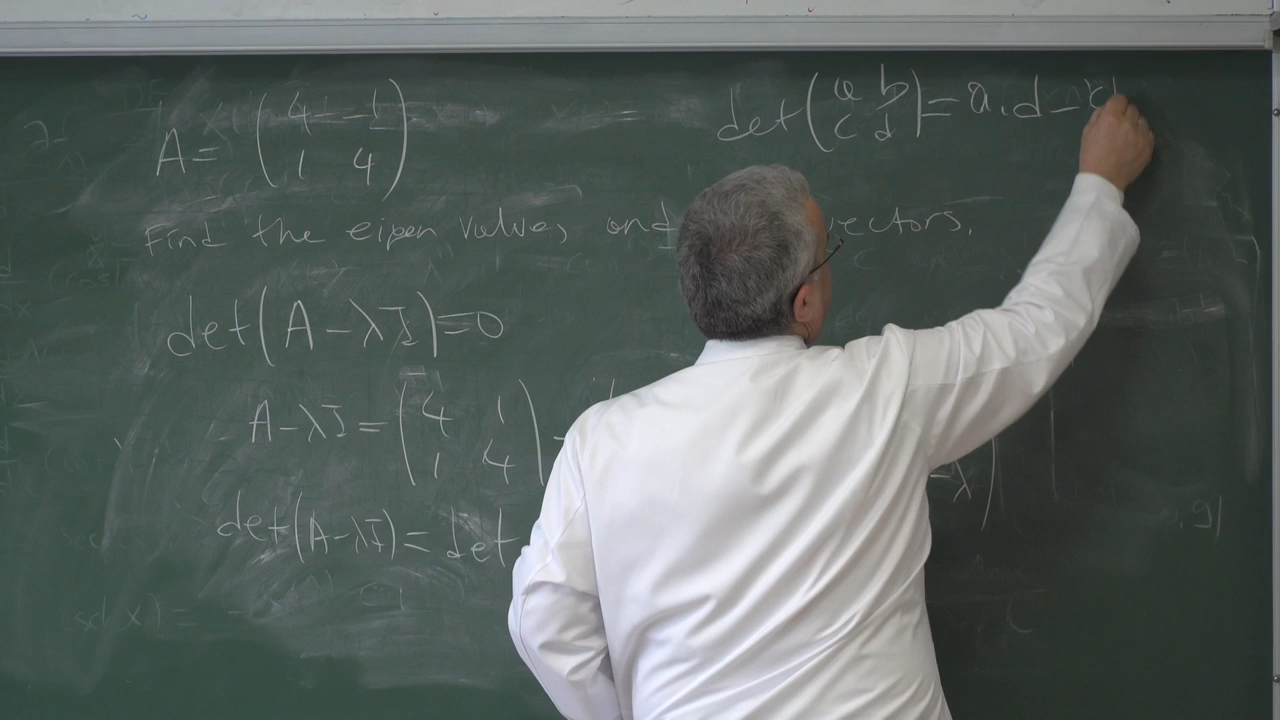 A = ( 4 -1
1 4 )
det( a b
c d ) = a.d -
Find the eigen values and vectors.
det(A - λI) = 0
A - λI = ( 4 1
1 4 ) -
- λ )
det(A - λI) = det